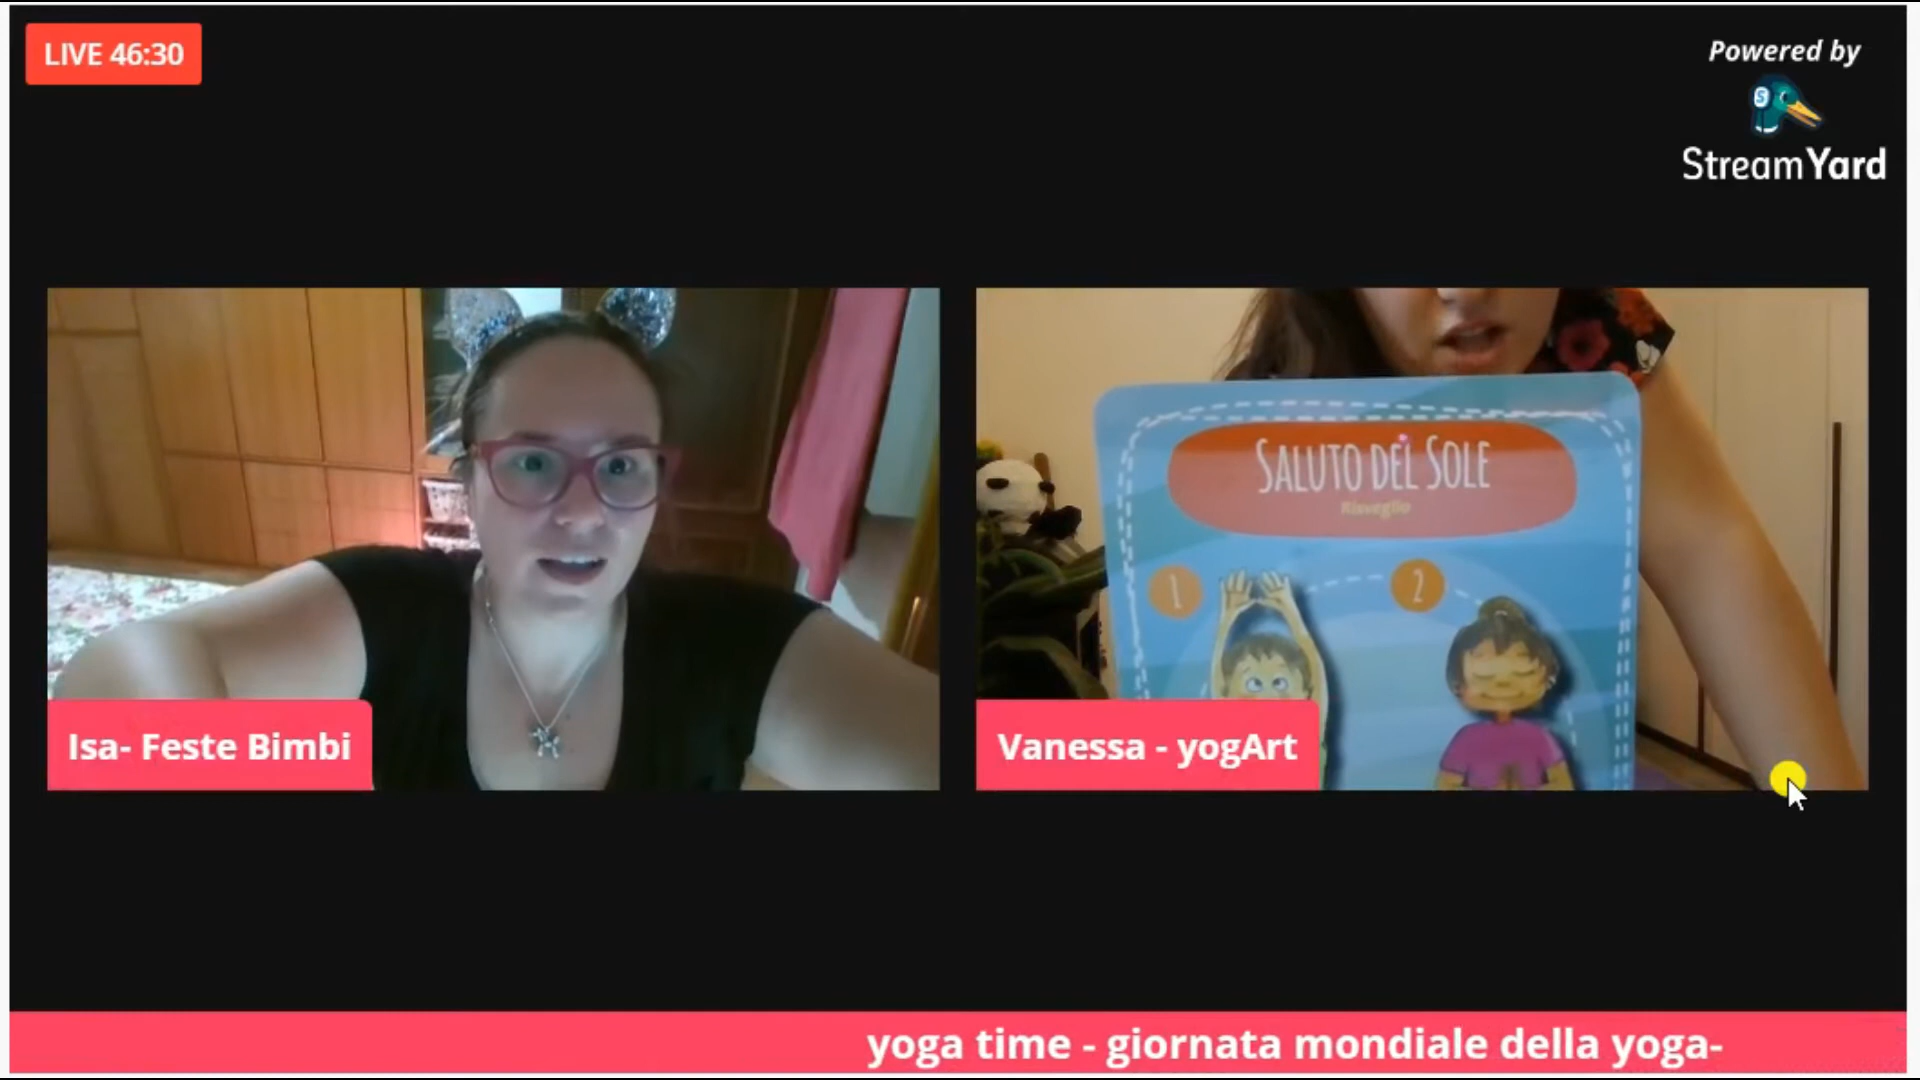 LIVE 46:30
Powered by
S
StreamYard
SALUTO DEL SOLE
Risveglio
1
2
Isa- Feste Bimbi
Vanessa - yogArt
yoga time - giornata mondiale della yoga-